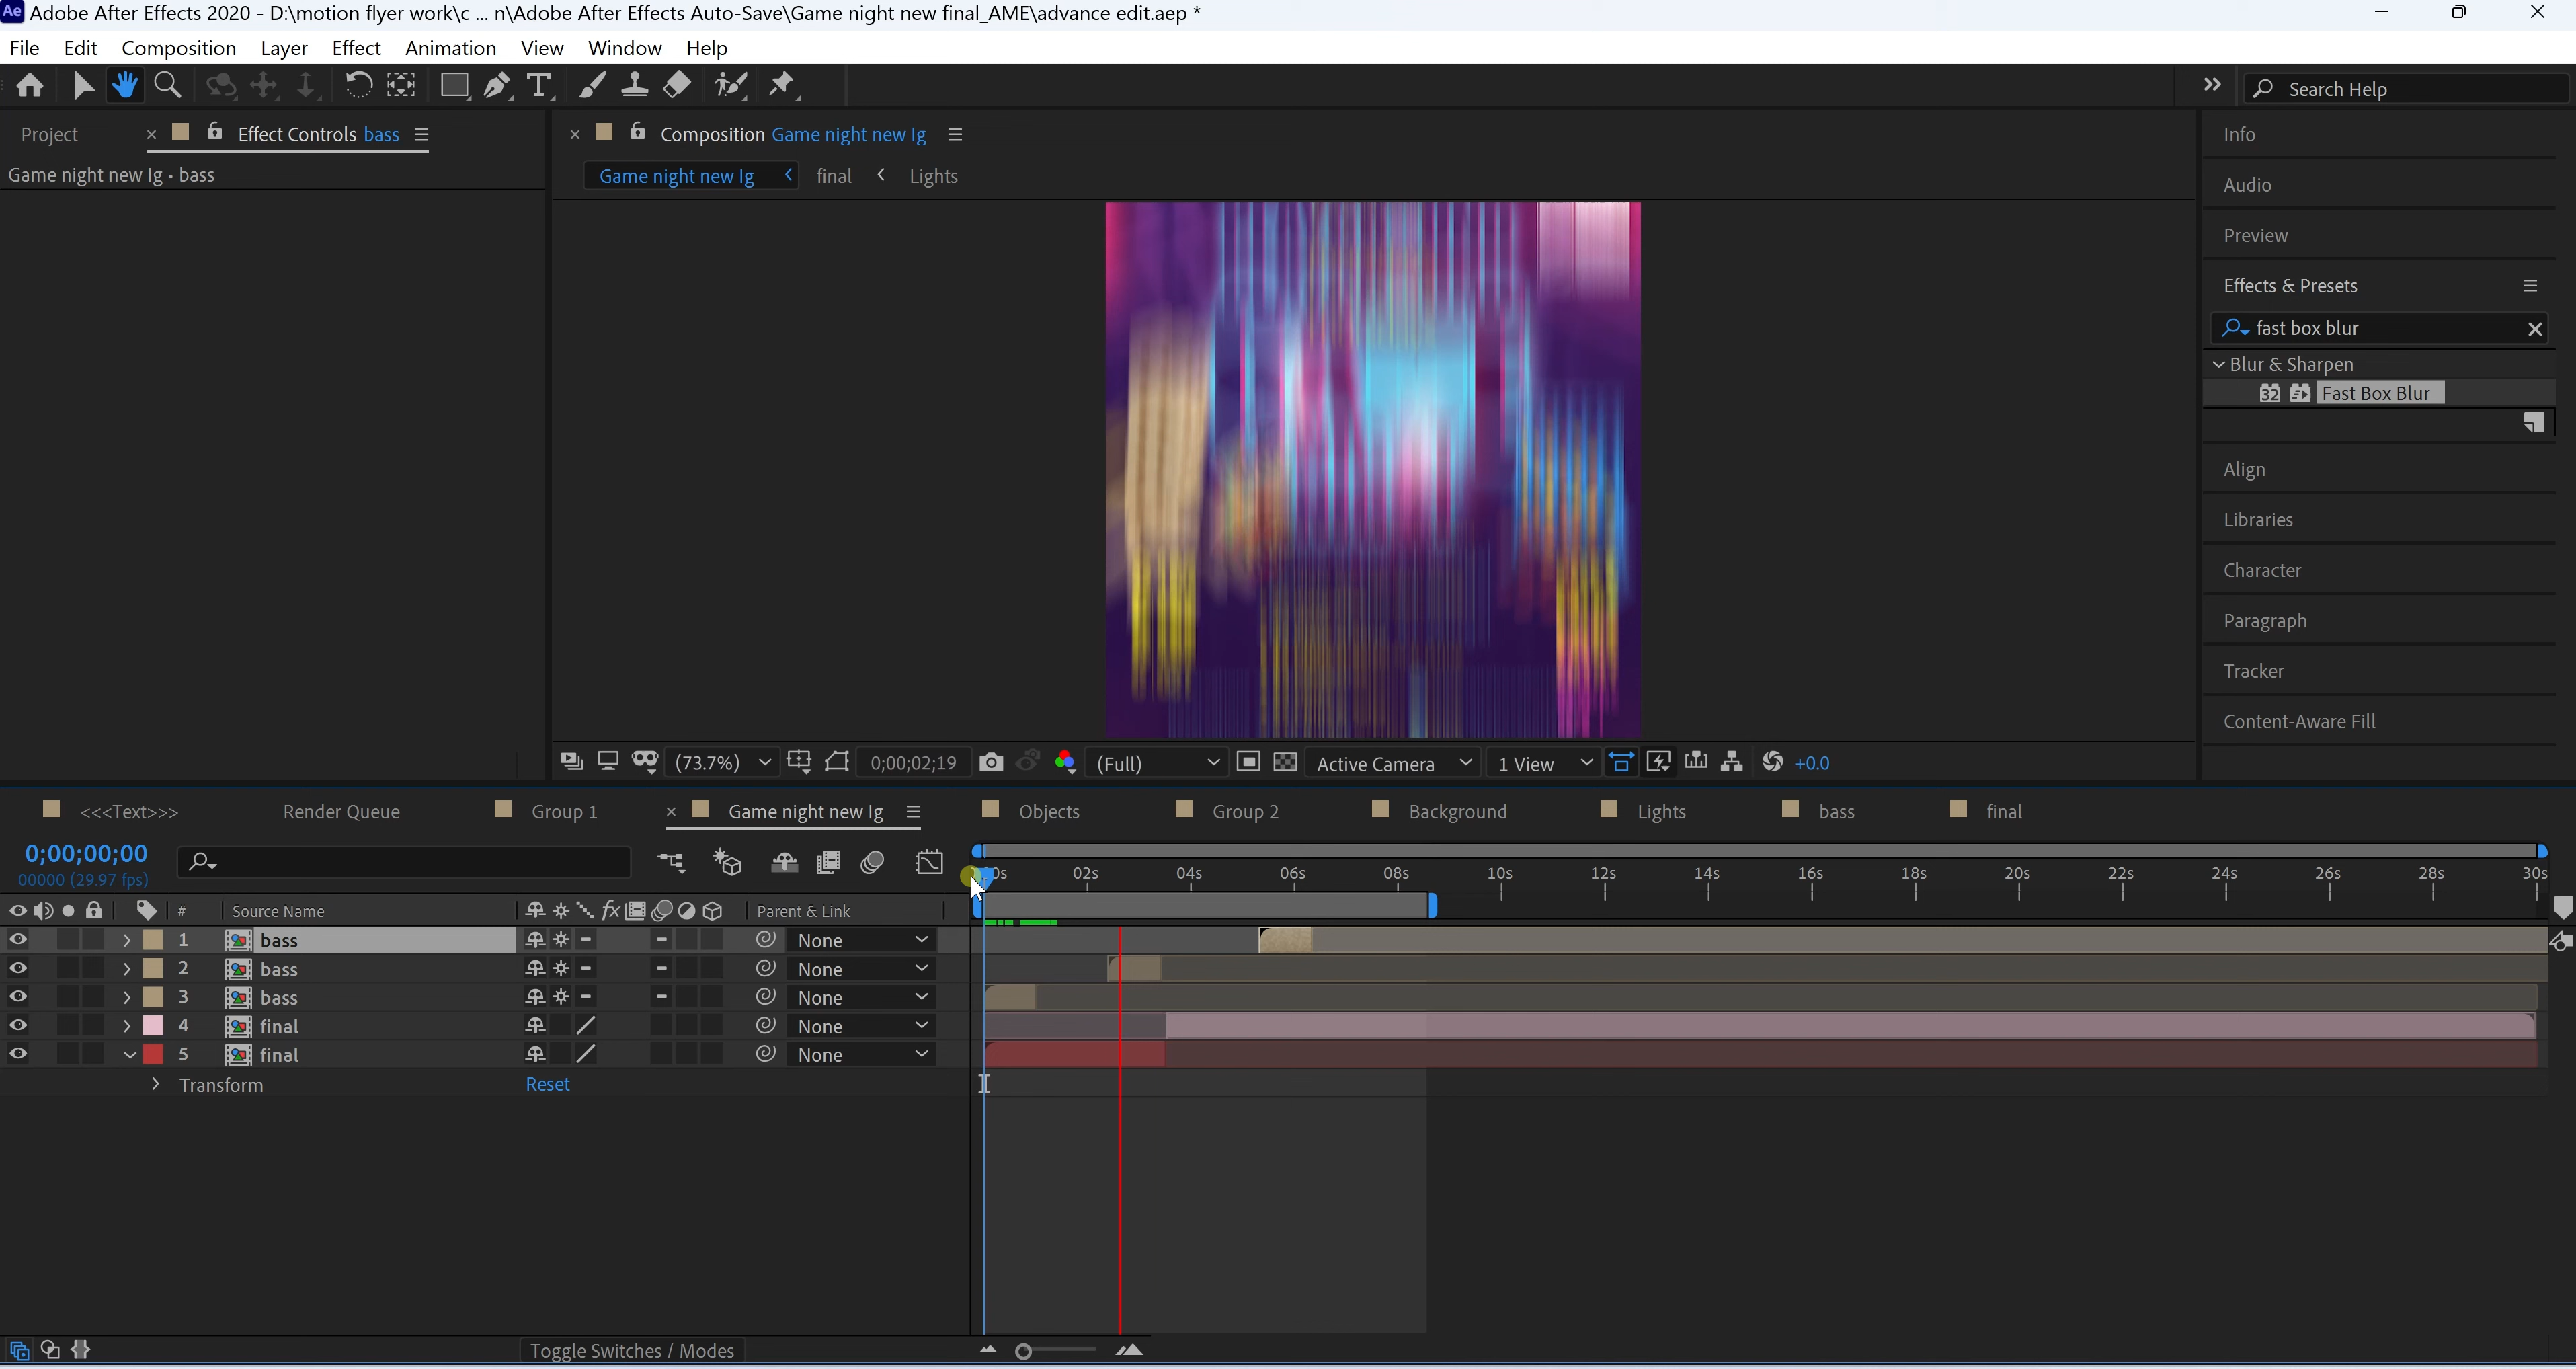 Ae Adobe After Effects 2020 - D:\motion flyer work\c ... n\Adobe After Effects Auto-Save\Game night new final_AME\advance edit.aep *
File Edit Composition Layer Effect Animation View Window Help
T Search Help
Project Effect Controls bass
Game night new Ig • bass
Composition Game night new Ig
Game night new Ig final Lights
Info
Audio
Preview
Effects & Presets
fast box blur
Blur & Sharpen
32 Fast Box Blur
Align
Libraries
Character
Paragraph
Tracker
Content-Aware Fill
(73.7%) 0;00;02;19 (Full) Active Camera 1 View +0.0
<<<Text>>> Render Queue Group 1 Game night new Ig Objects Group 2 Background Lights bass final
0;00;00;00
00000 (29.97 fps)
0s 02s 04s 06s 08s 10s 12s 14s 16s 18s 20s 22s 24s 26s 28s 30s
# Source Name fx Parent & Link
1 bass None
2 bass None
3 bass None
4 final None
5 final None
Transform Reset
Toggle Switches / Modes